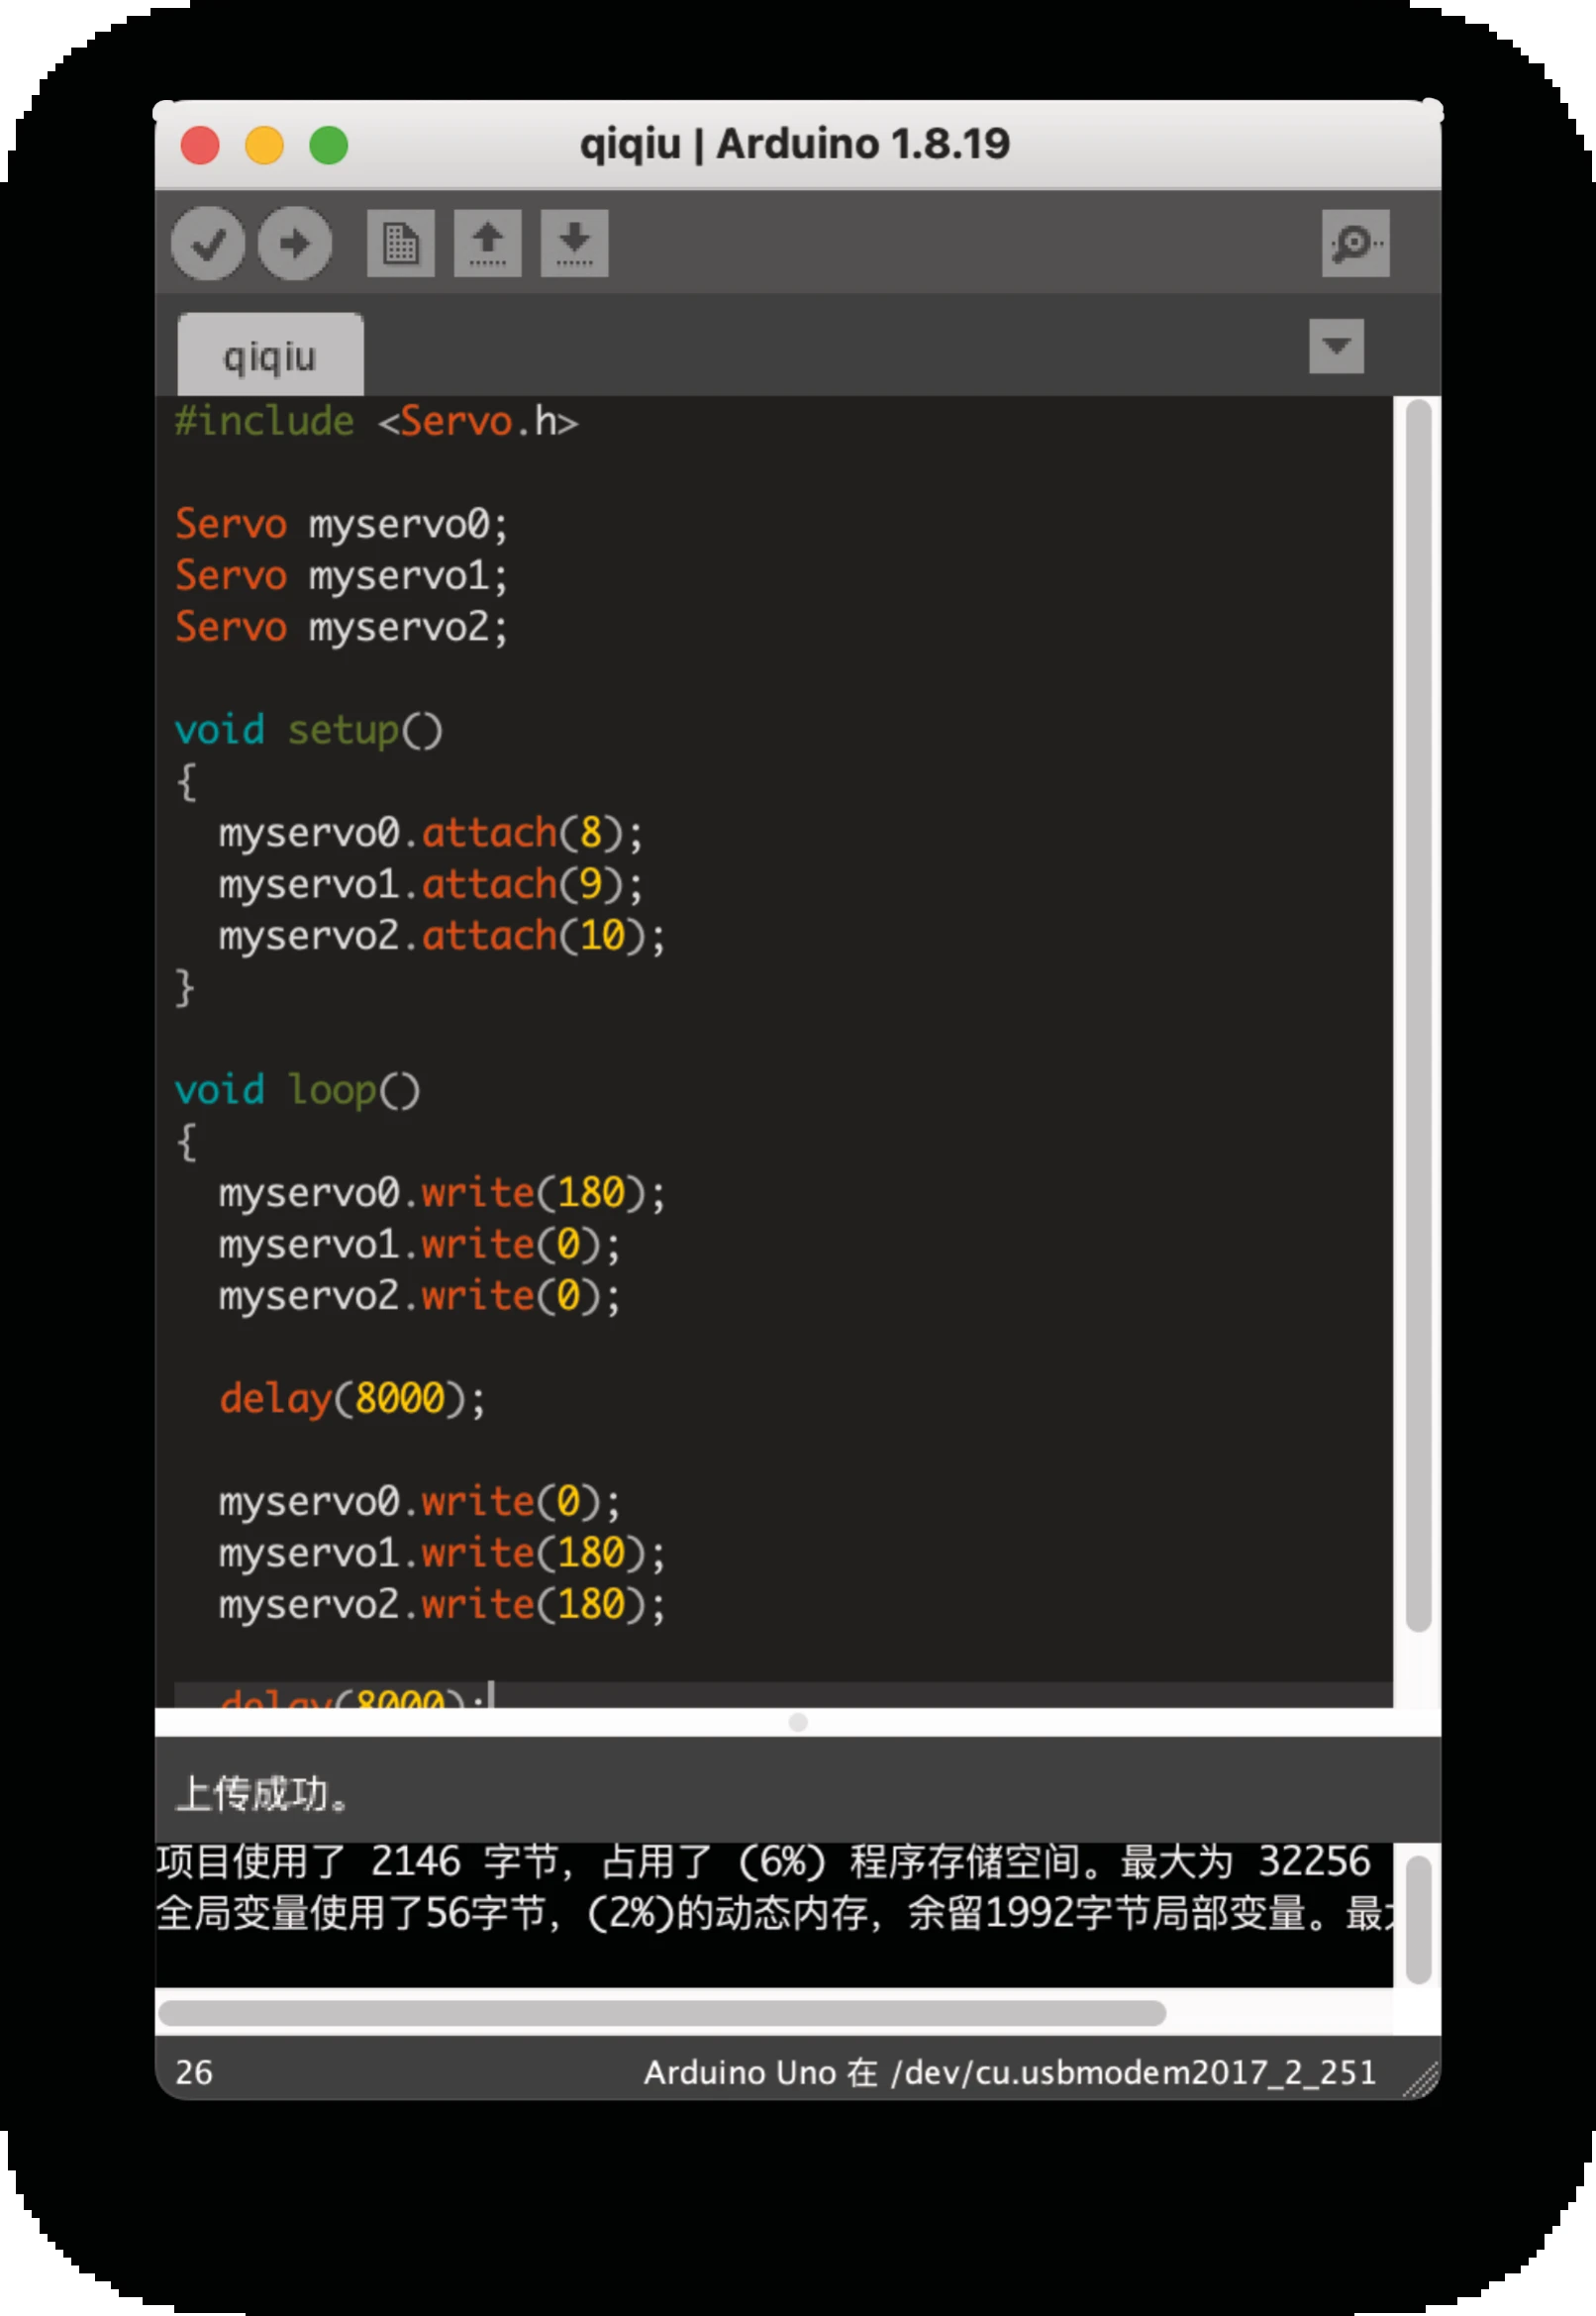 qiqiu | Arduino 1.8.19
qiqiu
#include <Servo.h>
Servo myservo0;
Servo myservo1;
Servo myservo2;
void setup()
{
myservo0.attach(8);
myservo1.attach(9);
myservo2.attach(10);
}
void loop()
{
myservo0.write(180);
myservo1.write(0);
myservo2.write(0);
delay(8000);
myservo0.write(0);
myservo1.write(180);
myservo2.write(180);
delay(8000);
上传成功。
项目使用了 2146 字节，占用了 (6%) 程序存储空间。最大为 32256
全局变量使用了56字节，(2%)的动态内存，余留1992字节局部变量。最
26
Arduino Uno 在 /dev/cu.usbmodem2017_2_251